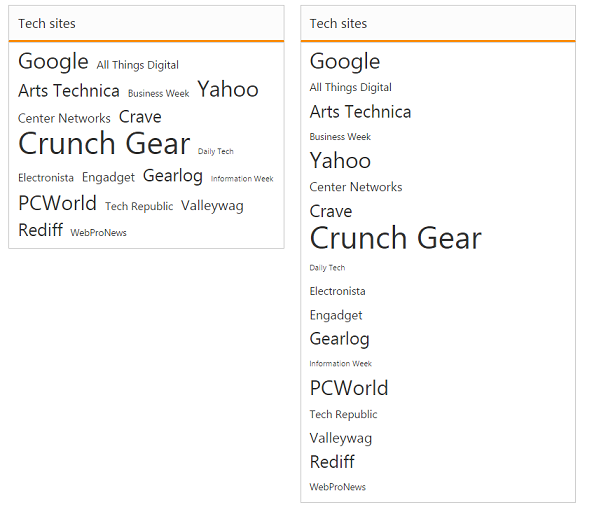 Tech sites
Google All Things Digital
Arts Technica Business Week Yahoo
Center Networks Crave
Crunch Gear Daily Tech
Electronista Engadget Gearlog Information Week
PCWorld Tech Republic Valleywag
Rediff WebProNews
Tech sites
Google
All Things Digital
Arts Technica
Business Week
Yahoo
Center Networks
Crave
Crunch Gear
Daily Tech
Electronista
Engadget
Gearlog
Information Week
PCWorld
Tech Republic
Valleywag
Rediff
WebProNews